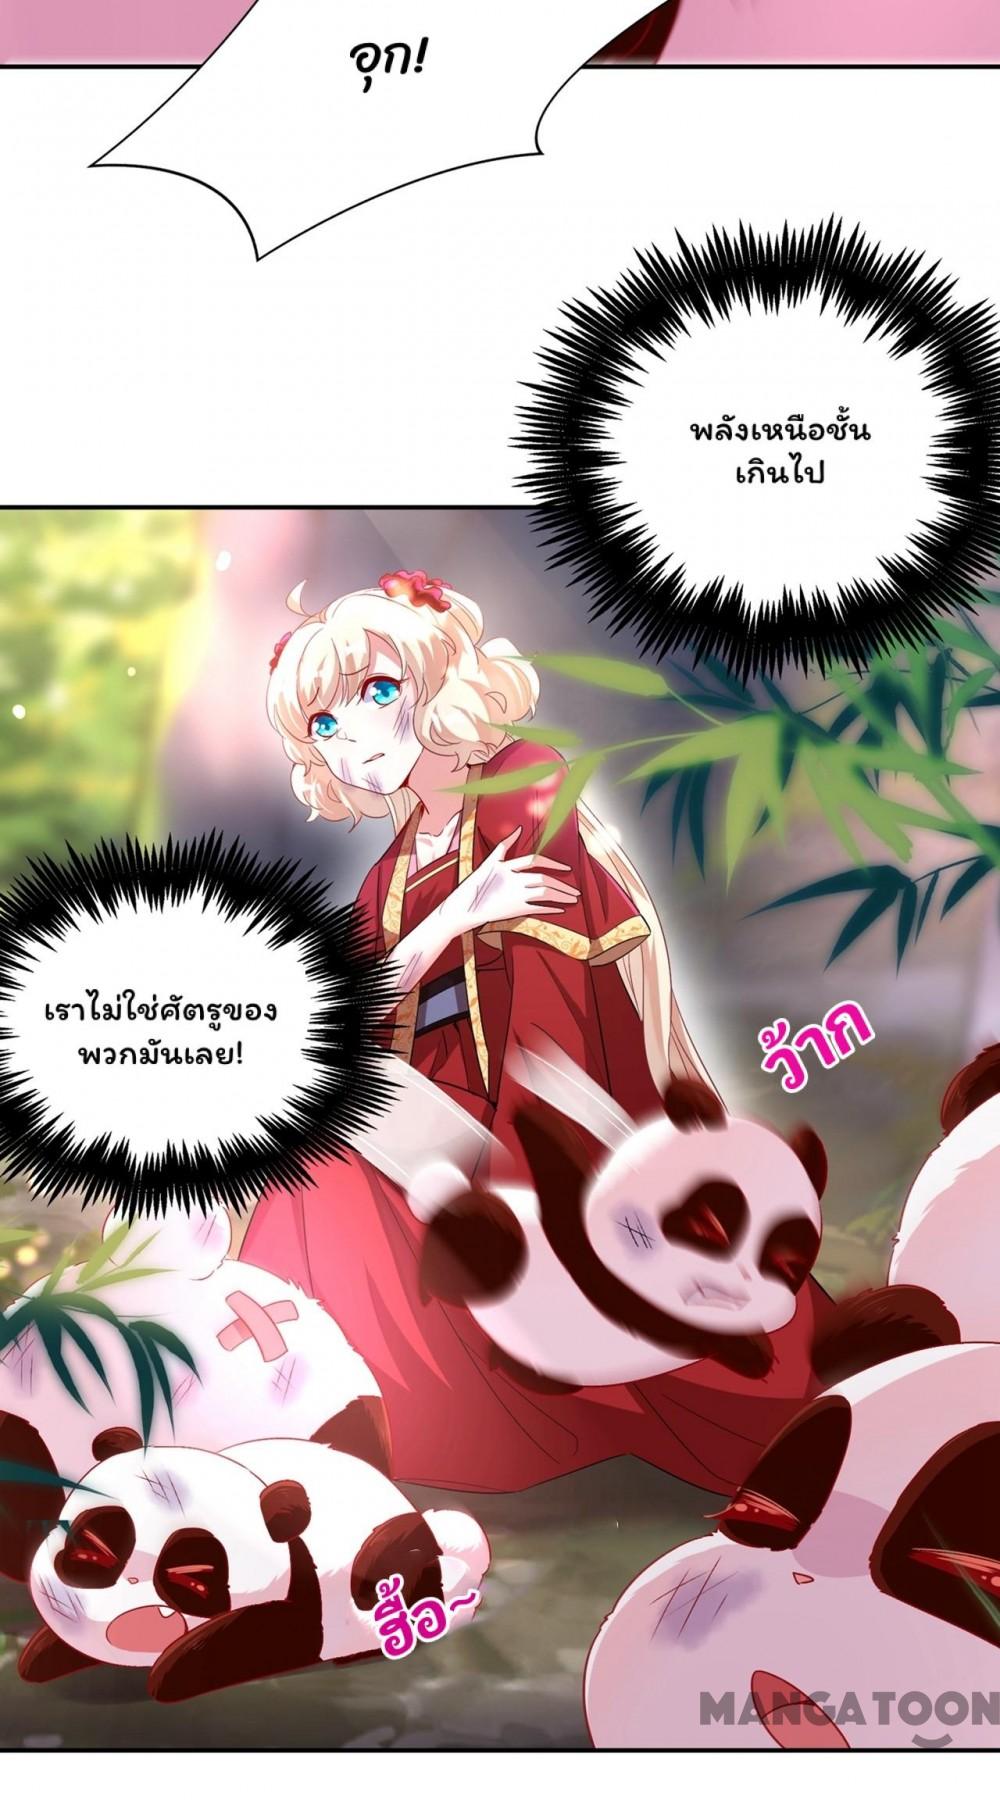 อุก!
พลังเหนือชั้น
เกินไป
เราไม่ใช่ศัตรูของ
พวกมันเลย!
ว้าก
ฮื้อ~
MANGATOON